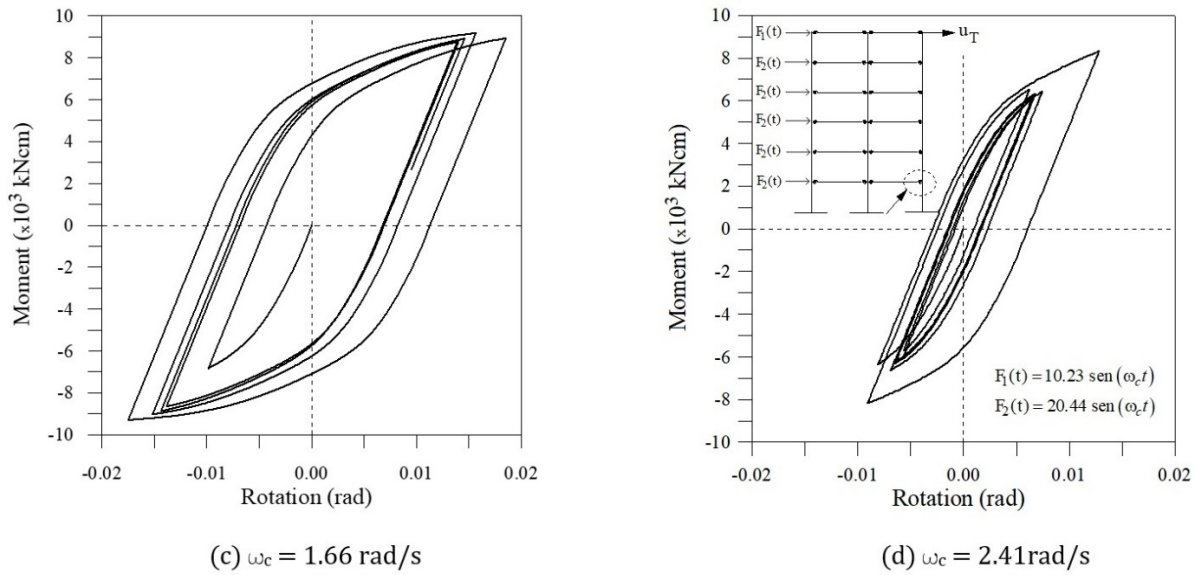 10
8
6
4
2
0
-2
-4
-6
-8
-10
Moment (x10³ kNcm)
-0.02
-0.01
0.00
0.01
0.02
Rotation (rad)
(c) ωc = 1.66 rad/s
10
8
6
4
2
0
-2
-4
-6
-8
-10
Moment (x10³ kNcm)
F₁(t)
uT
F₂(t)
F₂(t)
F₂(t)
F₂(t)
F₂(t)
F₁(t) = 10.23 sen(ωct)
F₂(t) = 20.44 sen(ωct)
-0.02
-0.01
0.00
0.01
0.02
Rotation (rad)
(d) ωc = 2.41rad/s